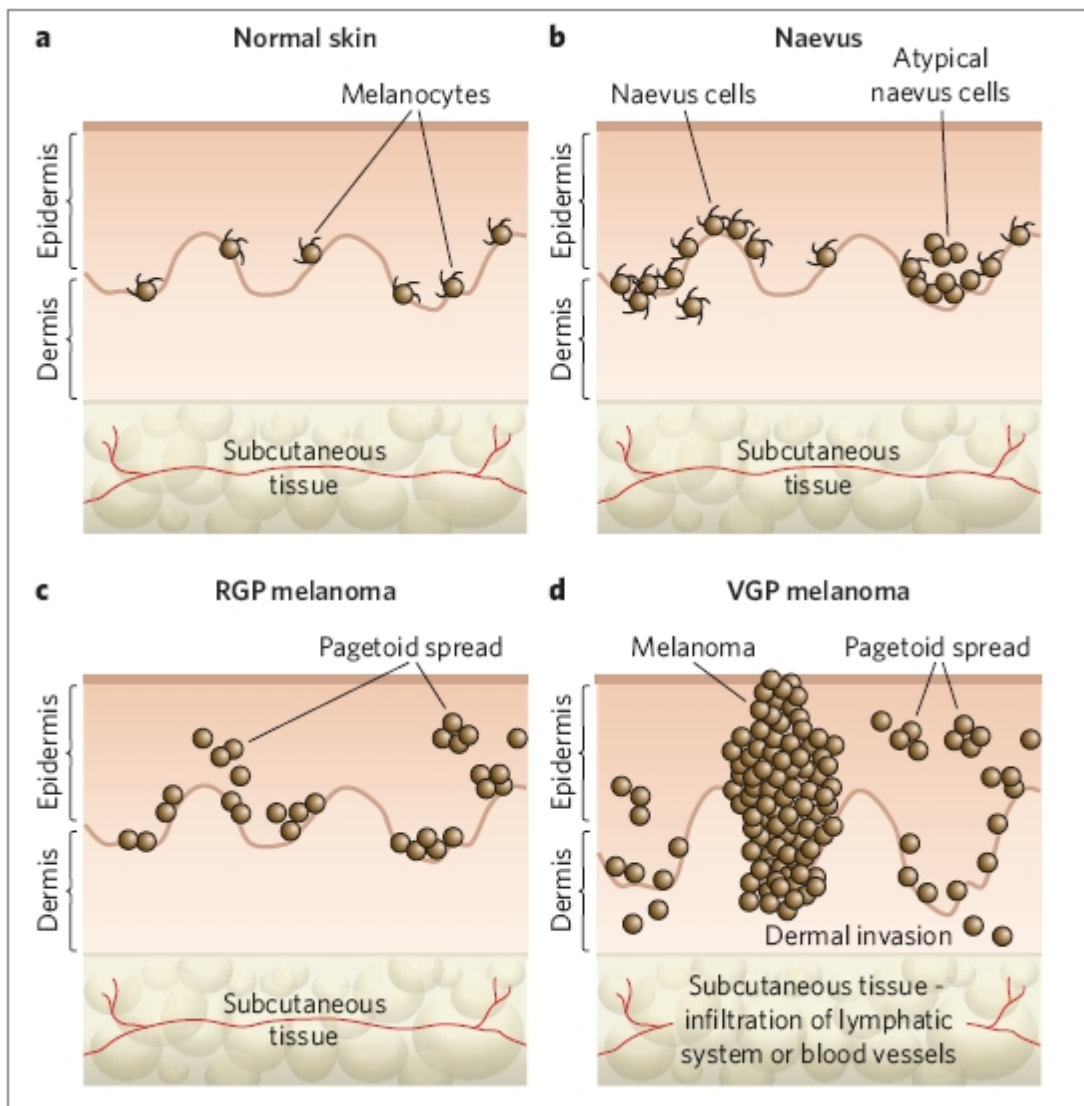 a
Normal skin
Melanocytes
Epidermis
Dermis
Subcutaneous
tissue
b
Naevus
Naevus cells
Atypical
naevus cells
Epidermis
Dermis
Subcutaneous
tissue
c
RGP melanoma
Pagetoid spread
Epidermis
Dermis
Subcutaneous
tissue
d
VGP melanoma
Melanoma
Pagetoid spread
Epidermis
Dermis
Dermal invasion
Subcutaneous tissue -
infiltration of lymphatic
system or blood vessels